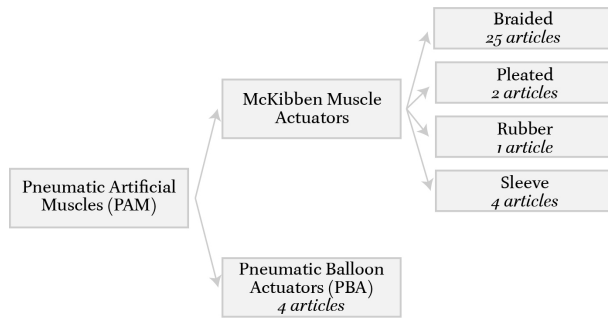 Braided
25 articles
McKibben Muscle
Actuators
Pleated
2 articles
Rubber
1 article
Sleeve
4 articles
Pneumatic Artificial
Muscles (PAM)
Pneumatic Balloon
Actuators (PBA)
4 articles